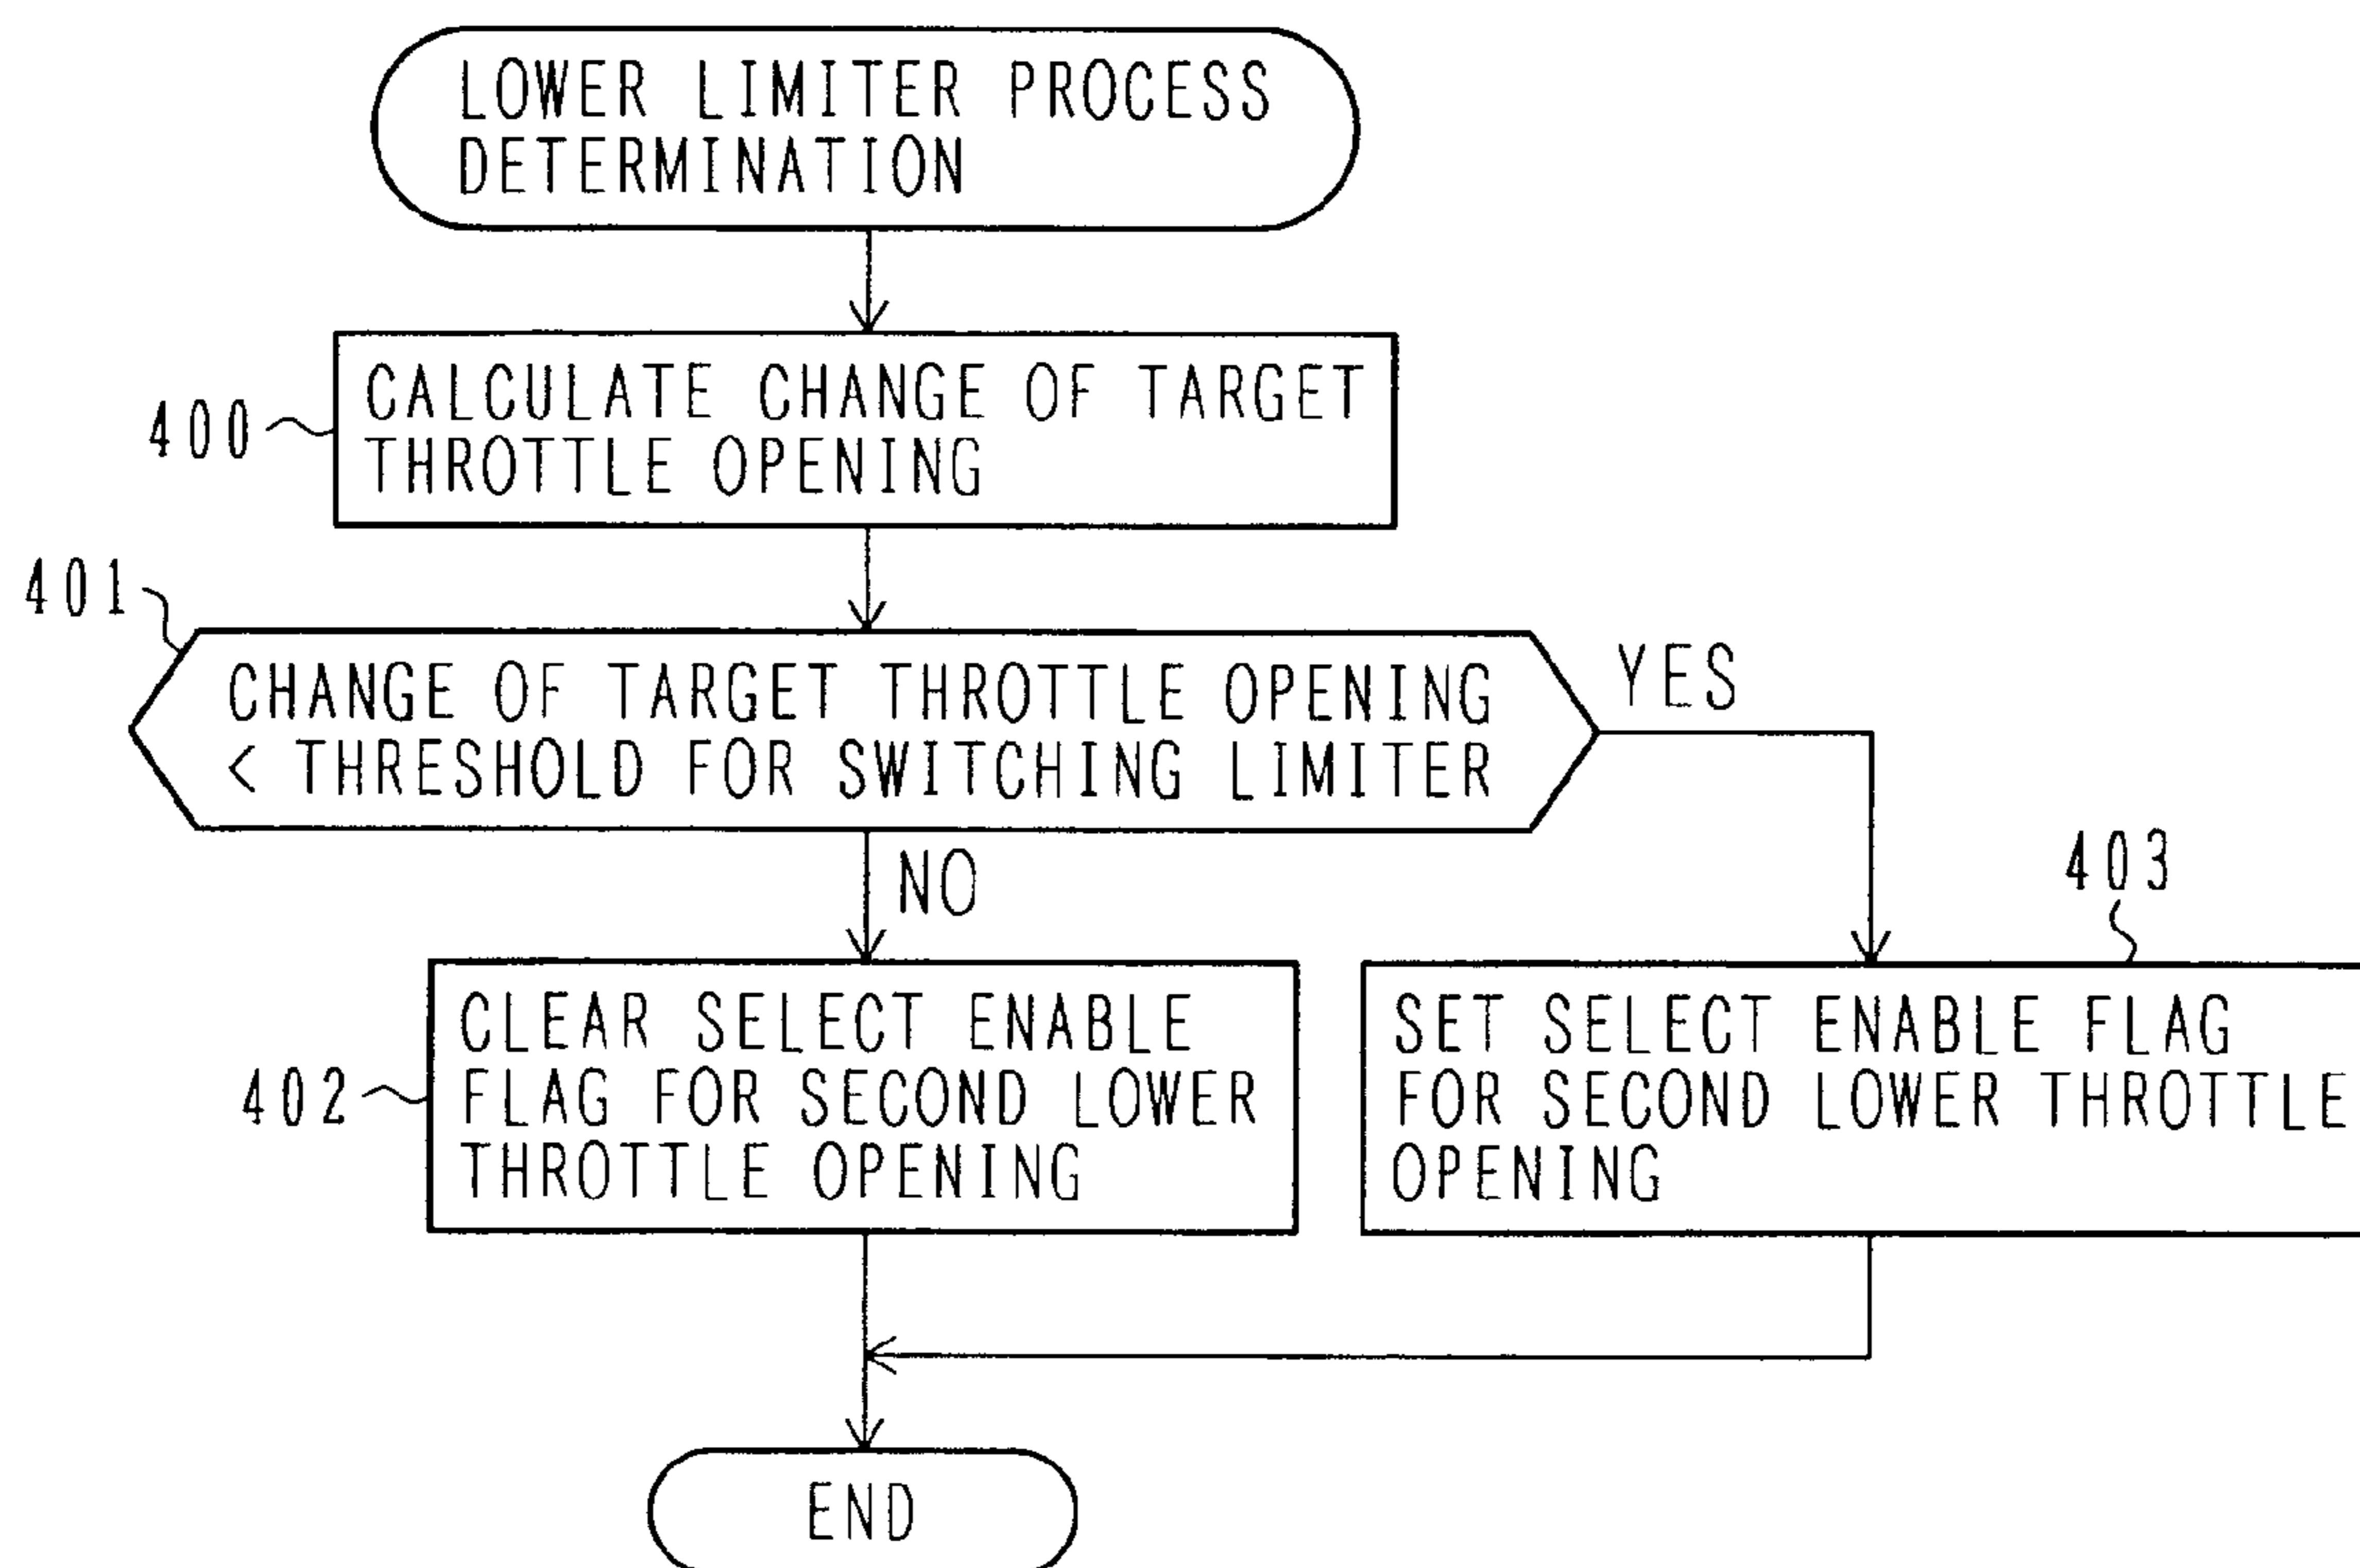 LOWER LIMITER PROCESS
DETERMINATION
400
CALCULATE CHANGE OF TARGET
THROTTLE OPENING
401
CHANGE OF TARGET THROTTLE OPENING
< THRESHOLD FOR SWITCHING LIMITER
YES
NO
402
CLEAR SELECT ENABLE
FLAG FOR SECOND LOWER
THROTTLE OPENING
403
SET SELECT ENABLE FLAG
FOR SECOND LOWER THROTTLE
OPENING
END